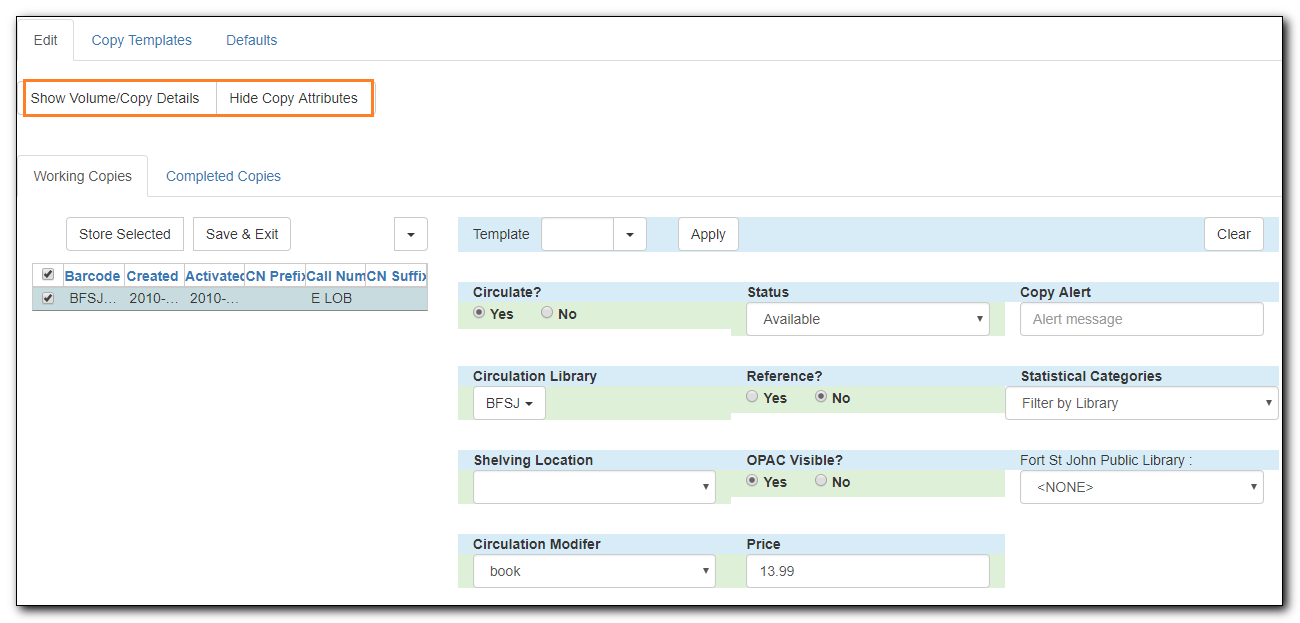 Edit Copy Templates Defaults
Show Volume/Copy Details Hide Copy Attributes
Working Copies Completed Copies
Store Selected Save & Exit Template Apply Clear
Barcode Created Activated CN Prefix Call Num CN Suffix
BFSJ... 2010-... 2010-... E LOB
Circulate? Status Copy Alert
Yes No Available Alert message
Circulation Library Reference? Statistical Categories
BFSJ Yes No Filter by Library
Shelving Location OPAC Visible? Fort St John Public Library :
Yes No <NONE>
Circulation Modifer Price
book 13.99